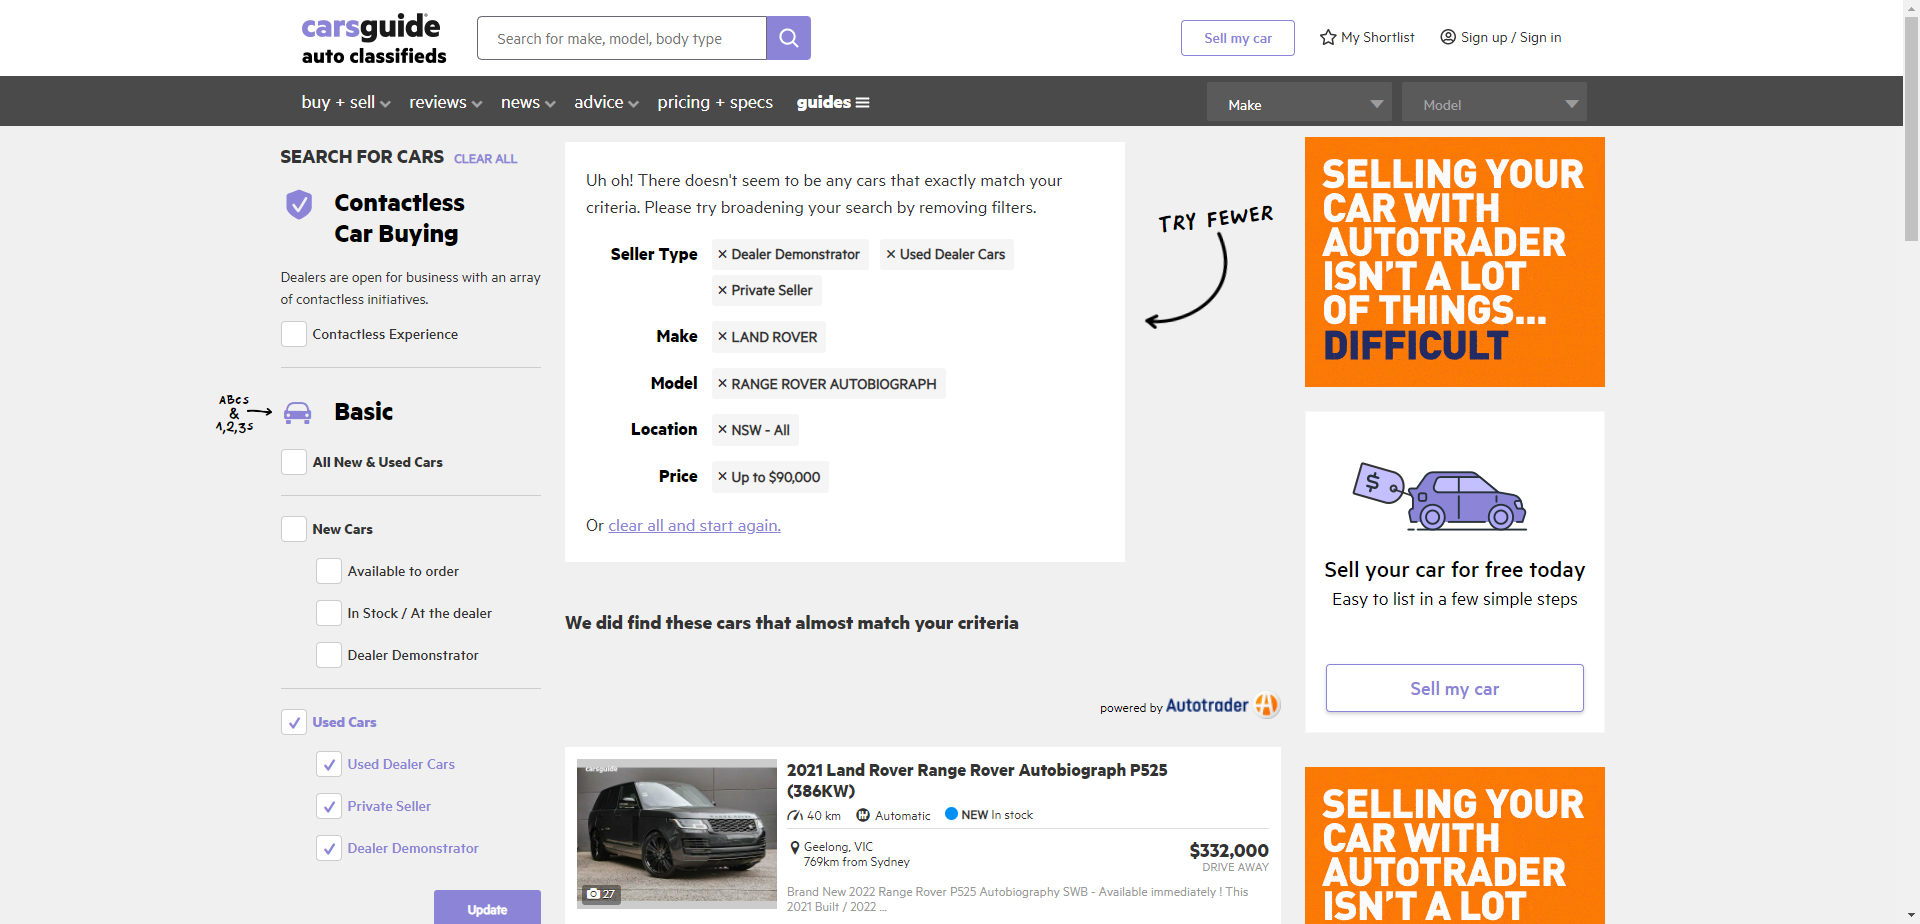 carsguide
auto classifieds
Search for make, model, body type
Sell my car
My Shortlist
Sign up / Sign in
buy + sell
reviews
news
advice
pricing + specs
guides
Make
Model
SEARCH FOR CARS
CLEAR ALL
Contactless
Car Buying
Dealers are open for business with an array
of contactless initiatives.
Contactless Experience
ABCS
&
1,2,3s
Basic
All New & Used Cars
New Cars
Available to order
In Stock / At the dealer
Dealer Demonstrator
Used Cars
Used Dealer Cars
Private Seller
Dealer Demonstrator
Update
Uh oh! There doesn't seem to be any cars that exactly match your
criteria. Please try broadening your search by removing filters.
Seller Type
× Dealer Demonstrator
× Used Dealer Cars
× Private Seller
Make
× LAND ROVER
Model
× RANGE ROVER AUTOBIOGRAPH
Location
× NSW - All
Price
× Up to $90,000
Or clear all and start again.
TRY FEWER
We did find these cars that almost match your criteria
powered by Autotrader
carsguide
27
2021 Land Rover Range Rover Autobiograph P525
(386KW)
40 km
Automatic
NEW In stock
Geelong, VIC
769km from Sydney
$332,000
DRIVE AWAY
Brand New 2022 Range Rover P525 Autobiography SWB - Available immediately ! This
2021 Built / 2022 ...
SELLING YOUR
CAR WITH
AUTOTRADER
ISN'T A LOT
OF THINGS...
DIFFICULT
$
Sell your car for free today
Easy to list in a few simple steps
Sell my car
SELLING YOUR
CAR WITH
AUTOTRADER
ISN'T A LOT